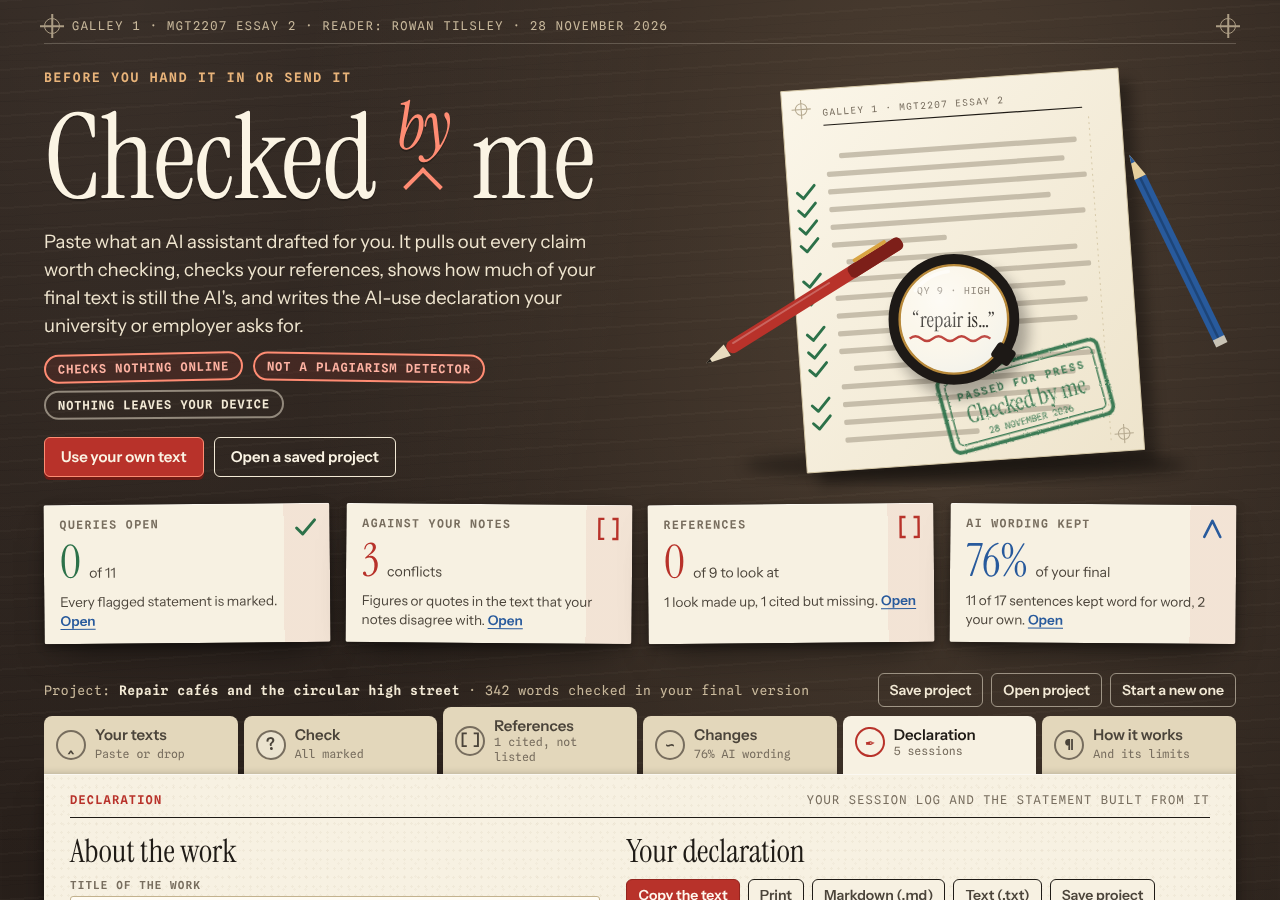 GALLEY 1 · MGT2207 ESSAY 2 · READER: ROWAN TILSLEY · 28 NOVEMBER 2026
BEFORE YOU HAND IT IN OR SEND IT
Checked by me
Paste what an AI assistant drafted for you. It pulls out every claim
worth checking, checks your references, shows how much of your
final text is still the AI's, and writes the AI-use declaration your
university or employer asks for.
CHECKS NOTHING ONLINE
NOT A PLAGIARISM DETECTOR
NOTHING LEAVES YOUR DEVICE
Use your own text
Open a saved project
GALLEY 1 · MGT2207 ESSAY 2
QY 9 · HIGH
“repair is…”
PASSED FOR PRESS
Checked by me
28 NOVEMBER 2026
QUERIES OPEN
0 of 11
Every flagged statement is marked.
Open
AGAINST YOUR NOTES
3 conflicts
Figures or quotes in the text that your
notes disagree with. Open
REFERENCES
0 of 9 to look at
1 look made up, 1 cited but missing. Open
AI WORDING KEPT
76% of your final
11 of 17 sentences kept word for word, 2
your own. Open
Project: Repair cafés and the circular high street · 342 words checked in your final version
Save project
Open project
Start a new one
Your texts
Paste or drop
?
Check
All marked
[ ]
References
1 cited, not
listed
Changes
76% AI wording
Declaration
5 sessions
¶
How it works
And its limits
DECLARATION
YOUR SESSION LOG AND THE STATEMENT BUILT FROM IT
About the work
TITLE OF THE WORK
Your declaration
Copy the text
Print
Markdown (.md)
Text (.txt)
Save project